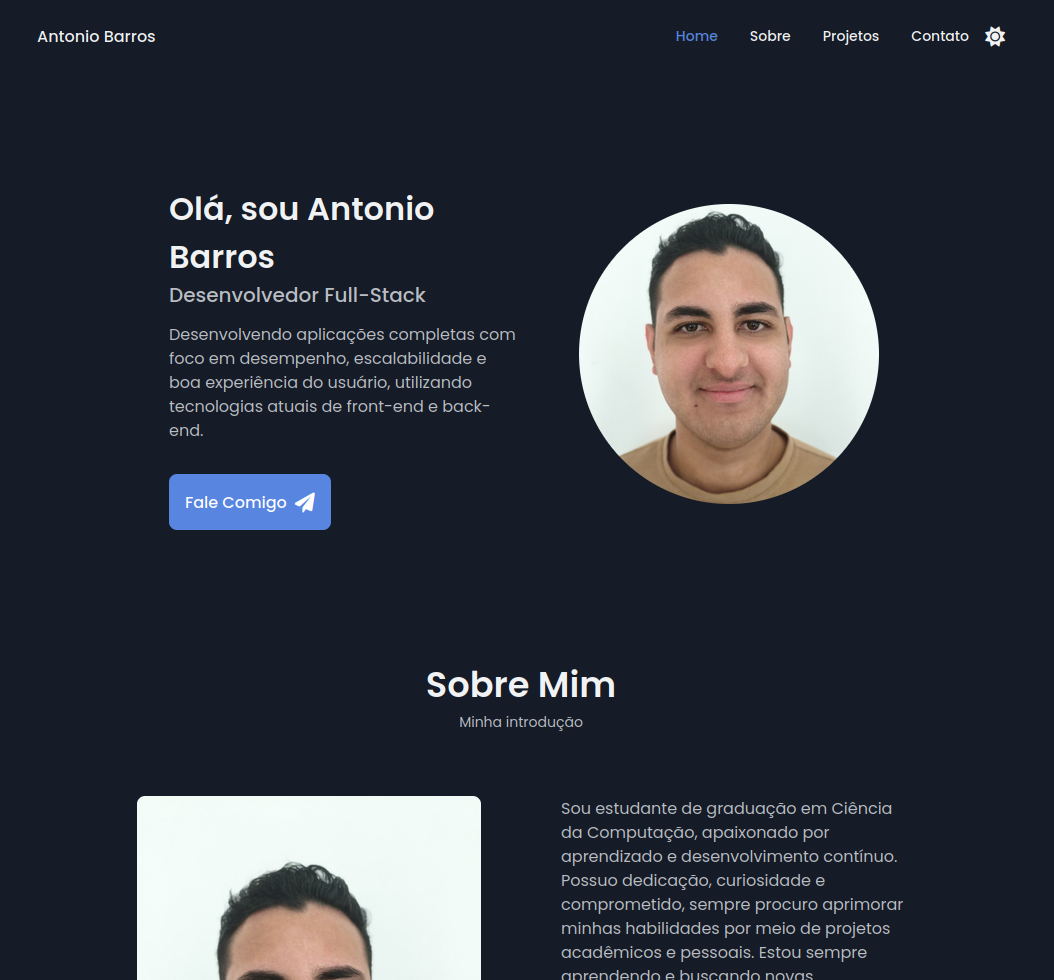 Antonio Barros
Home Sobre Projetos Contato
Olá, sou Antonio
Barros
Desenvolvedor Full-Stack
Desenvolvendo aplicações completas com
foco em desempenho, escalabilidade e
boa experiência do usuário, utilizando
tecnologias atuais de front-end e back-
end.
Fale Comigo
Sobre Mim
Minha introdução
Sou estudante de graduação em Ciência
da Computação, apaixonado por
aprendizado e desenvolvimento contínuo.
Possuo dedicação, curiosidade e
comprometido, sempre procuro aprimorar
minhas habilidades por meio de projetos
acadêmicos e pessoais. Estou sempre
aprendendo e buscando novas